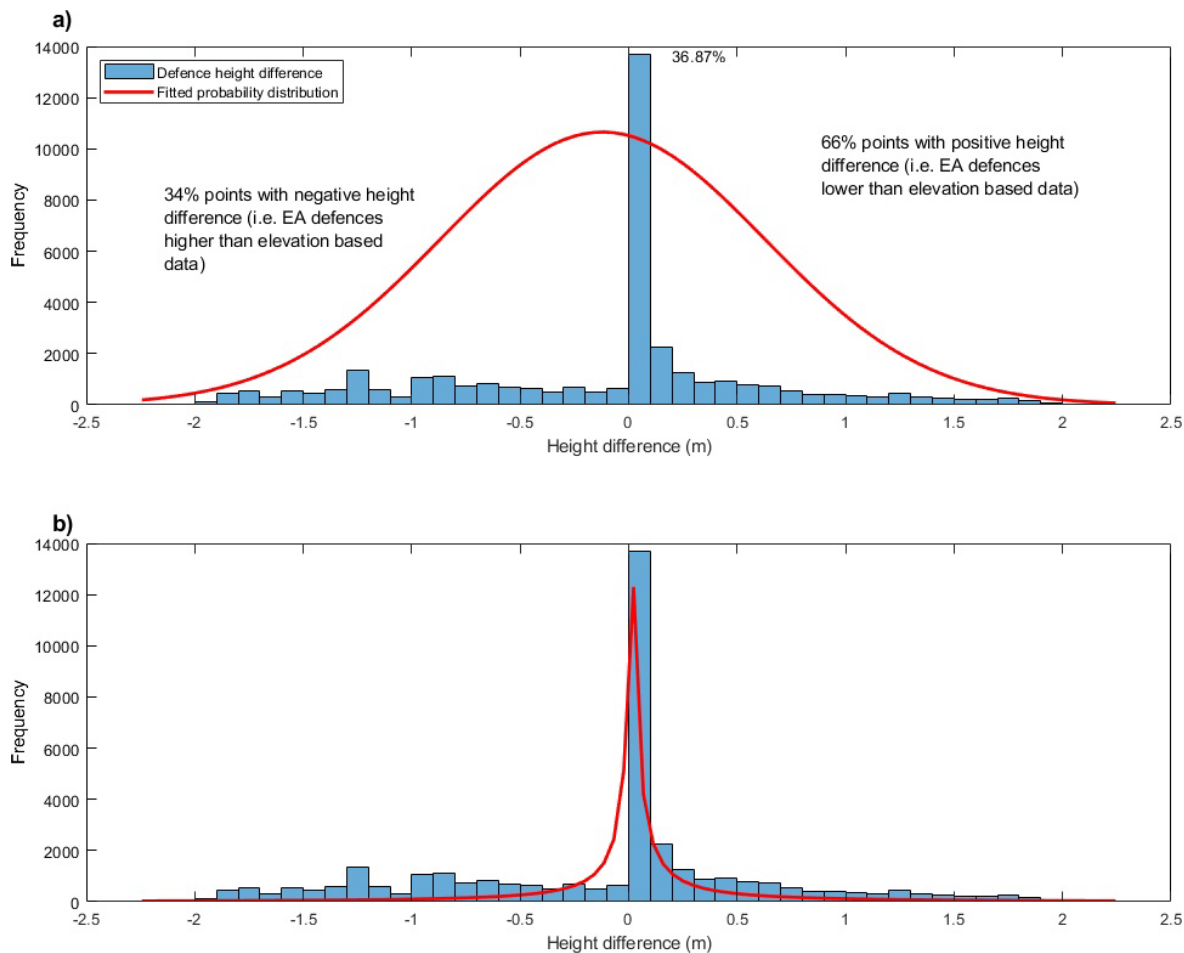 a)
14000
12000
10000
8000
6000
4000
2000
0
Frequency
Defence height difference
Fitted probability distribution
36.87%
34% points with negative height
difference (i.e. EA defences
higher than elevation based
data)
66% points with positive height
difference (i.e. EA defences
lower than elevation based data)
-2.5 -2 -1.5 -1 -0.5 0 0.5 1 1.5 2 2.5
Height difference (m)
b)
14000
12000
10000
8000
6000
4000
2000
0
Frequency
-2.5 -2 -1.5 -1 -0.5 0 0.5 1 1.5 2 2.5
Height difference (m)